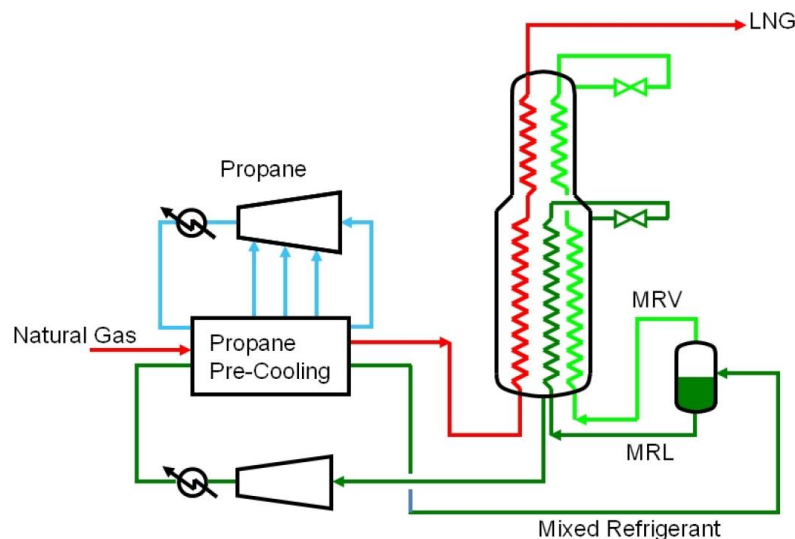 LNG
Propane
MRV
Natural Gas
Propane
Pre-Cooling
MRL
Mixed Refrigerant